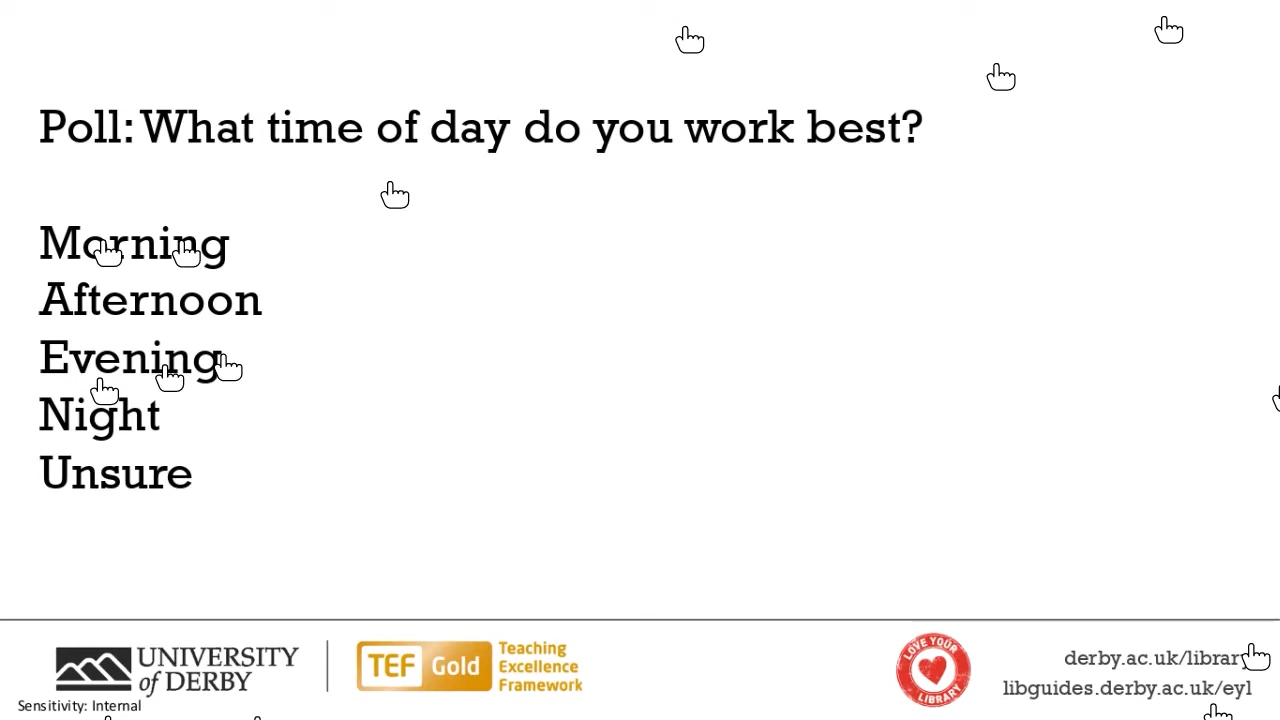 Poll: What time of day do you work best?
Morning
Afternoon
Evening
Night
Unsure
UNIVERSITY
of DERBY
TEF Gold
Teaching
Excellence
Framework
LOVE YOUR
LIBRARY
derby.ac.uk/library
libguides.derby.ac.uk/eyl
Sensitivity: Internal